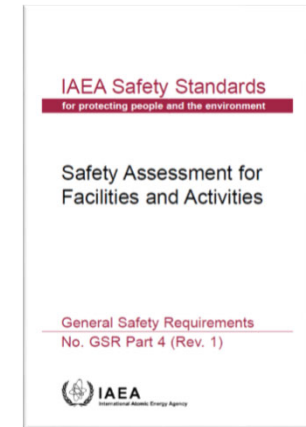 IAEA Safety Standards
for protecting people and the environment
Safety Assessment for
Facilities and Activities
General Safety Requirements
No. GSR Part 4 (Rev. 1)
IAEA
International Atomic Energy Agency